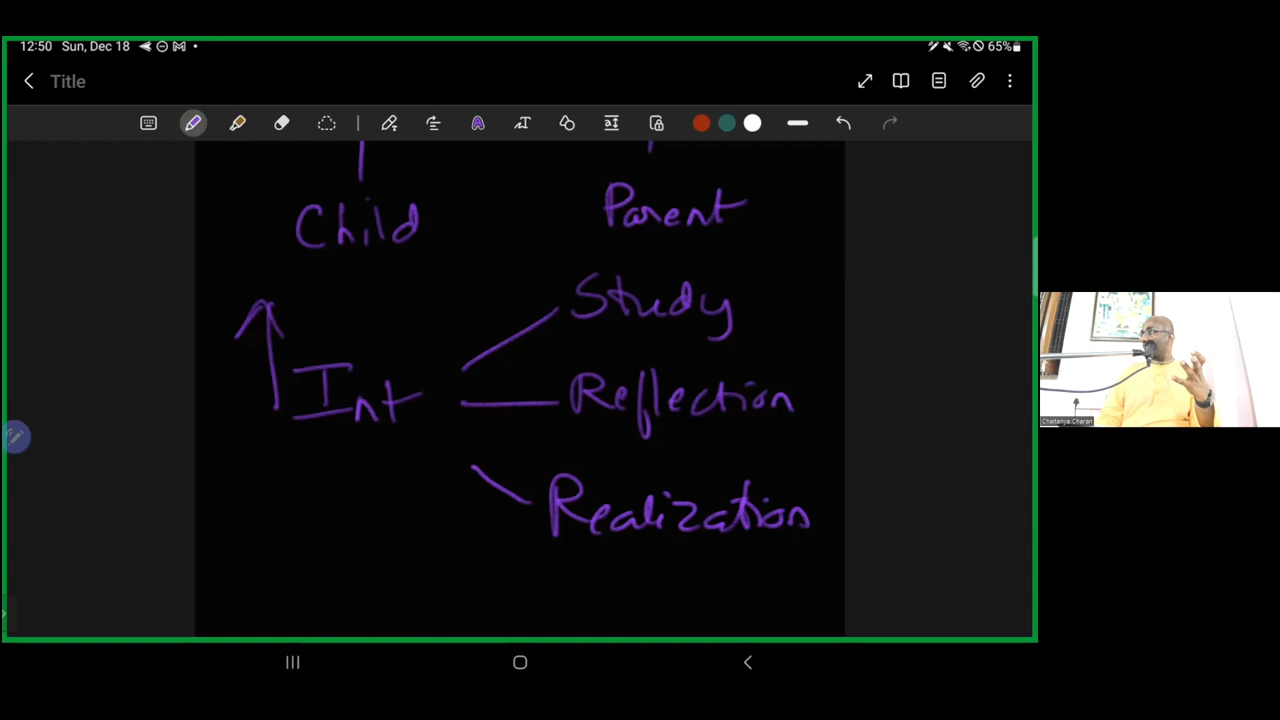 12:50 Sun, Dec 18
65%
Title
Child Parent
Study
Int Reflection
Realization
Chaitanya Charan